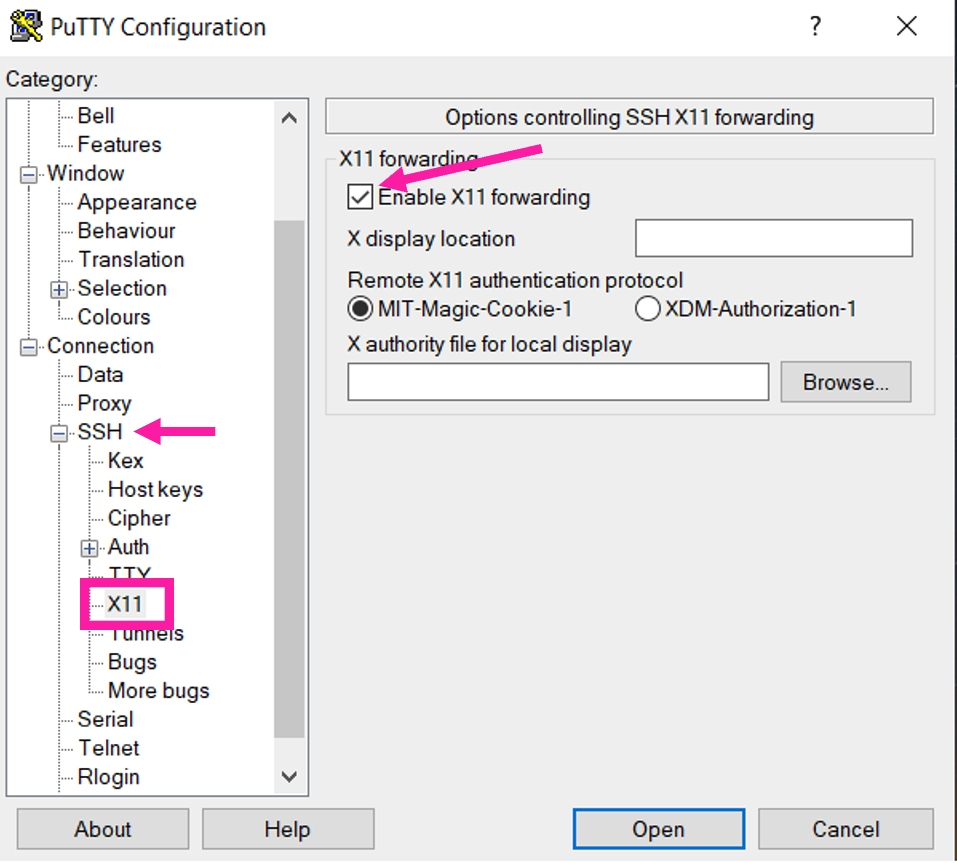 PuTTY Configuration
?
Category:
Bell
Features
Window
Appearance
Behaviour
Translation
Selection
Colours
Connection
Data
Proxy
SSH
Kex
Host keys
Cipher
Auth
TTY
X11
Tunnels
Bugs
More bugs
Serial
Telnet
Rlogin
Options controlling SSH X11 forwarding
X11 forwarding
Enable X11 forwarding
X display location
Remote X11 authentication protocol
MIT-Magic-Cookie-1 XDM-Authorization-1
X authority file for local display
Browse...
About Help Open Cancel